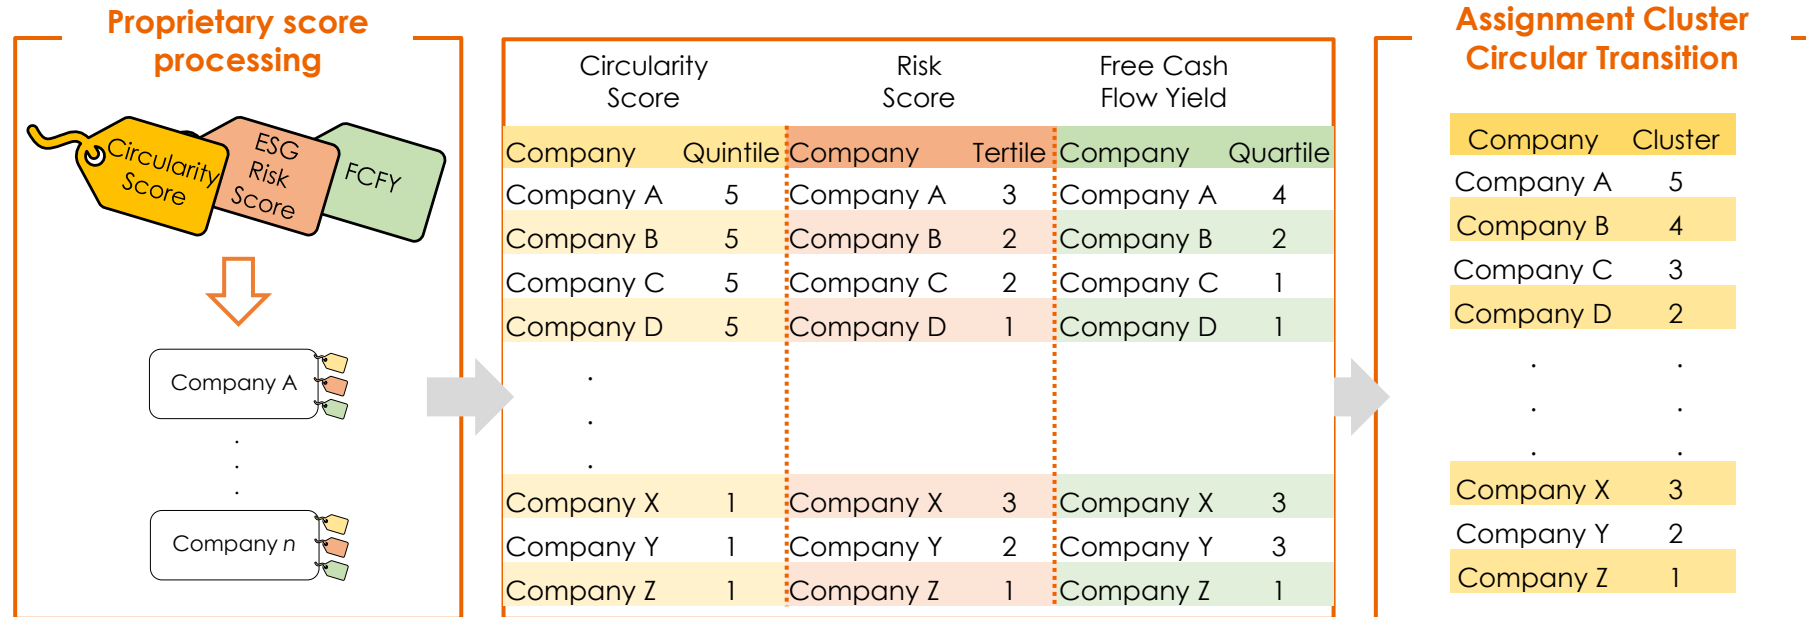 Proprietary score
processing
Circularity
Score
ESG
Risk
Score
FCFY
Company A
.
.
.
Company n
Circularity
Score
Risk
Score
Free Cash
Flow Yield
Company Quintile Company Tertile Company Quartile
Company A 5 Company A 3 Company A 4
Company B 5 Company B 2 Company B 2
Company C 5 Company C 2 Company C 1
Company D 5 Company D 1 Company D 1
.
.
.
Company X 1 Company X 3 Company X 3
Company Y 1 Company Y 2 Company Y 3
Company Z 1 Company Z 1 Company Z 1
Assignment Cluster
Circular Transition
Company Cluster
Company A 5
Company B 4
Company C 3
Company D 2
. .
. .
. .
Company X 3
Company Y 2
Company Z 1